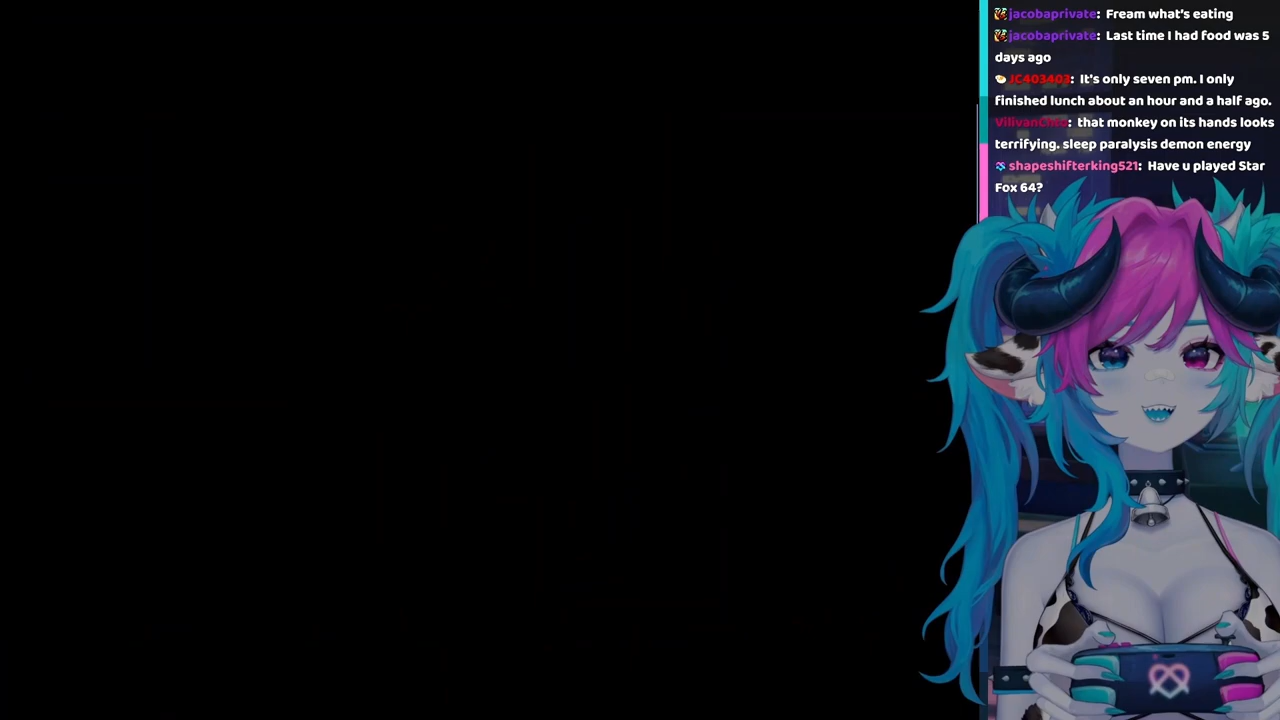 jacobaprivate: Fream what's eating
jacobaprivate: Last time I had food was 5
days ago
JC403403: It's only seven pm. I only
finished lunch about an hour and a half ago.
that monkey on its hands looks
terrifying. sleep paralysis demon energy
shapeshifterking521: Have u played Star
Fox 64?